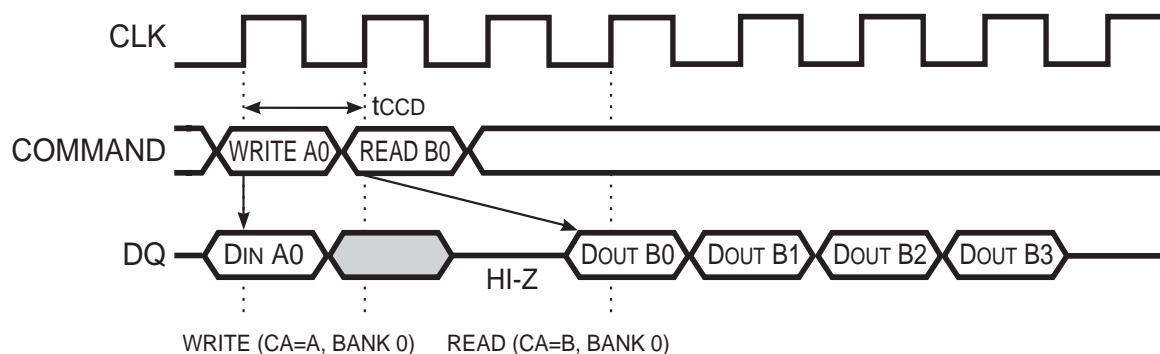 CLK
tCCD
COMMAND WRITE A0 READ B0
DQ DIN A0 HI-Z DOUT B0 DOUT B1 DOUT B2 DOUT B3
WRITE (CA=A, BANK 0) READ (CA=B, BANK 0)